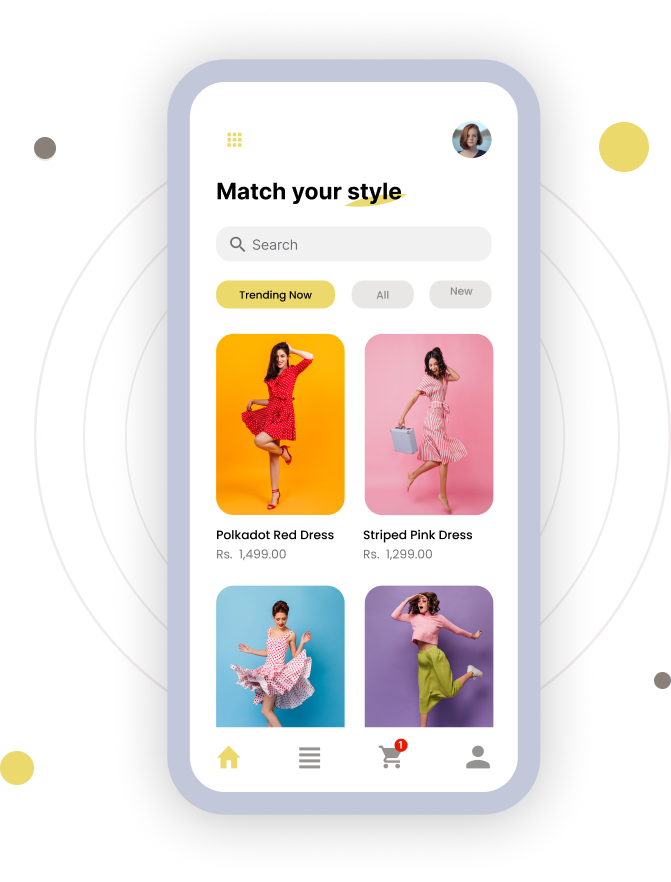 Match your style
Search
Trending Now
All
New
Polkadot Red Dress
Striped Pink Dress
Rs. 1,499.00
Rs. 1,299.00
1